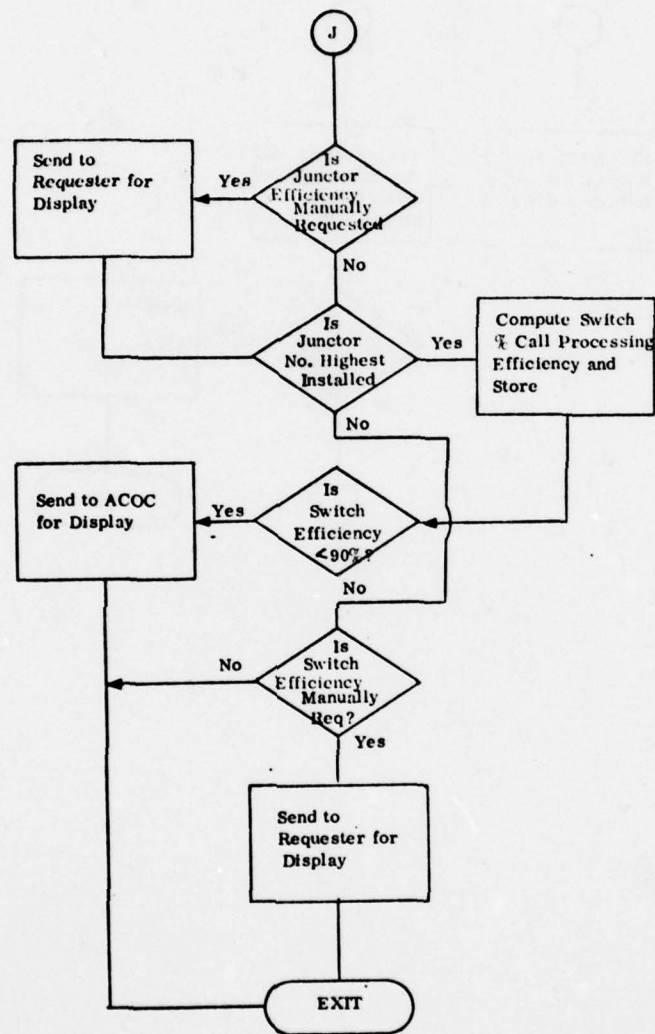 J
Is
Junctor
Efficiency
Manually
Requested
Yes
No
Send to
Requester for
Display
Is
Junctor
No. Highest
Installed
Yes
No
Compute Switch
% Call Processing
Efficiency and
Store
Is
Switch
Efficiency
<90%?
Yes
No
Send to ACOC
for Display
Is
Switch
Efficiency
Manually
Req?
No
Yes
Send to
Requester for
Display
EXIT